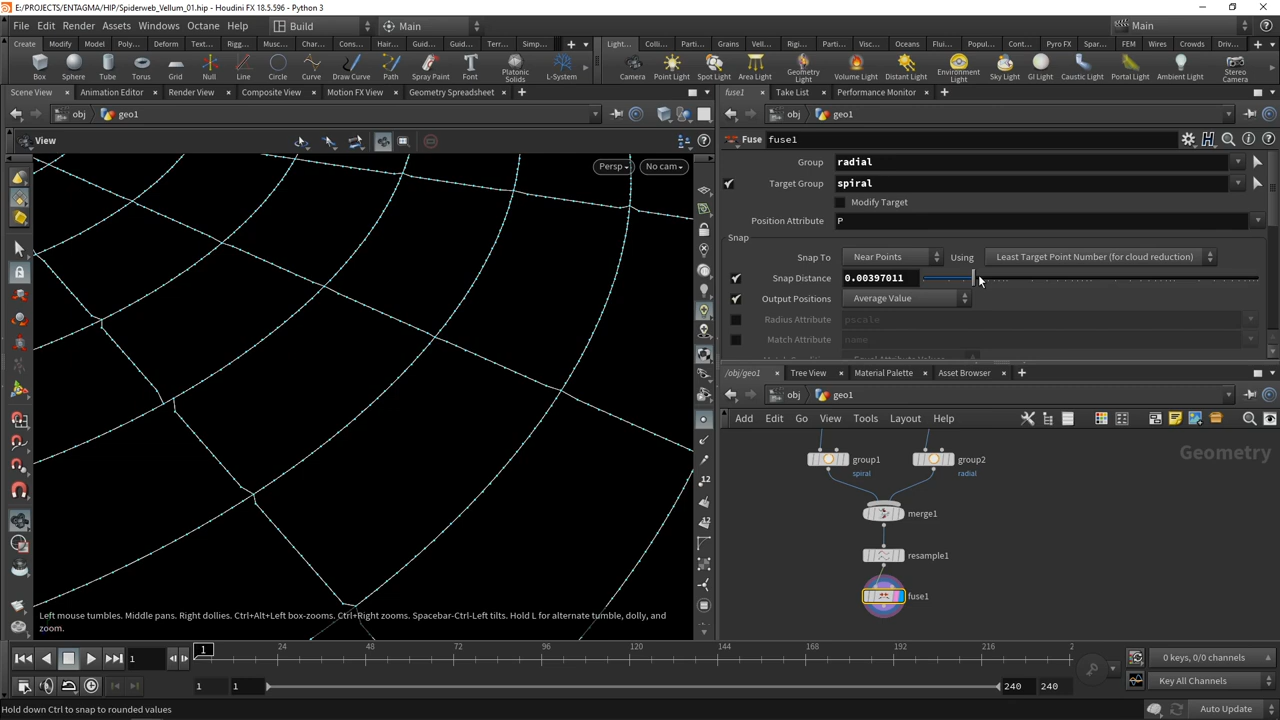 E:/PROJECTS/ENTAGMA/HIP/Spiderweb_Vellum_01.hip - Houdini FX 18.5.596 - Python 3
File Edit Render Assets Windows Octane Help Build Main Main
Create Modify Model Poly... Deform Text... Rigg... Musc... Char... Cons... Hair... Guid... Guid... Terr... Simp... Light... Colli... Parti... Grains Vell... Rigi... Parti... Visc... Oceans Flui... Popul... Cont... Pyro FX Spar... FEM Wires Crowds Driv...
Box Sphere Tube Torus Grid Null Line Circle Curve Draw Curve Path Spray Paint Font Platonic Solids L-System Camera Point Light Spot Light Area Light Geometry Light Volume Light Distant Light Environment Light Sky Light GI Light Caustic Light Portal Light Ambient Light Stereo Camera
Scene View Animation Editor Render View Composite View Motion FX View Geometry Spreadsheet fuse1 Take List Performance Monitor
obj geo1 obj geo1
View
Persp No cam
Fuse fuse1
Group radial
Target Group spiral
Modify Target
Position Attribute P
Snap
Snap To Near Points Using Least Target Point Number (for cloud reduction)
Snap Distance 0.00397011
Output Positions Average Value
Radius Attribute pscale
Match Attribute name
/obj/geo1 Tree View Material Palette Asset Browser
obj geo1
Add Edit Go View Tools Layout Help
Geometry
group1
spiral
group2
radial
merge1
resample1
fuse1
12
12
Left mouse tumbles. Middle pans. Right dollies. Ctrl+Alt+Left box-zooms. Ctrl+Right zooms. Spacebar-Ctrl-Left tilts. Hold L for alternate tumble, dolly, and
zoom.
1 1 24 48 72 96 120 144 168 192 216 2
0 keys, 0/0 channels
1 1 240 240
Key All Channels
Hold down Ctrl to snap to rounded values
Auto Update